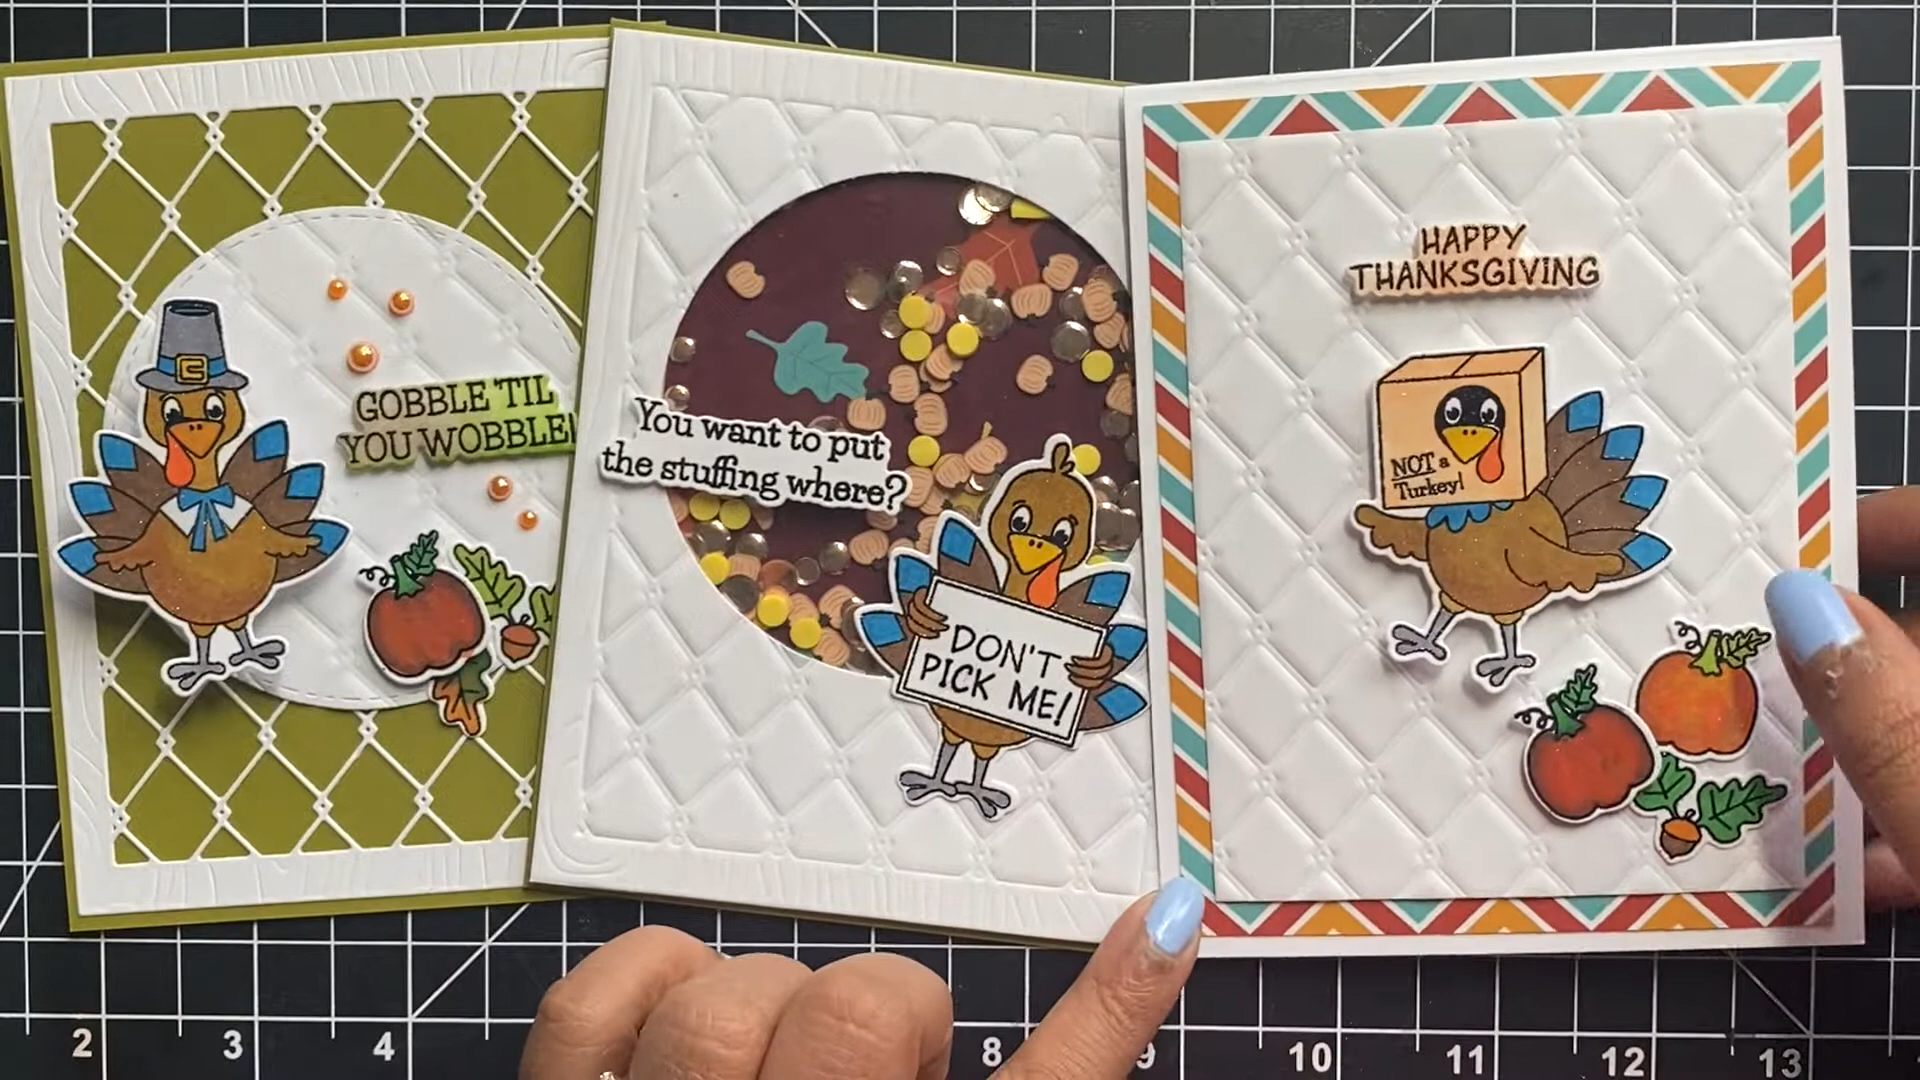 GOBBLE 'TIL
YOU WOBBLE!
You want to put
the stuffing where?
DON'T
PICK ME!
HAPPY
THANKSGIVING
NOT a
Turkey!
2 3 4 8 9 10 11 12 13